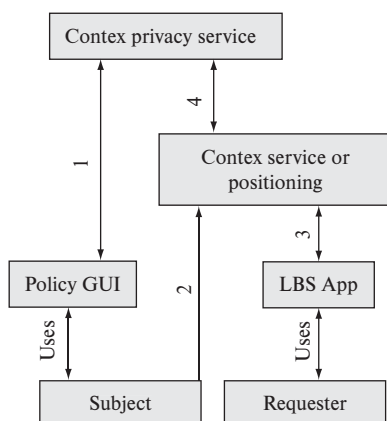 Contex privacy service
4
1
Contex service or
positioning
3
2
Policy GUI
LBS App
Uses
Uses
Subject
Requester